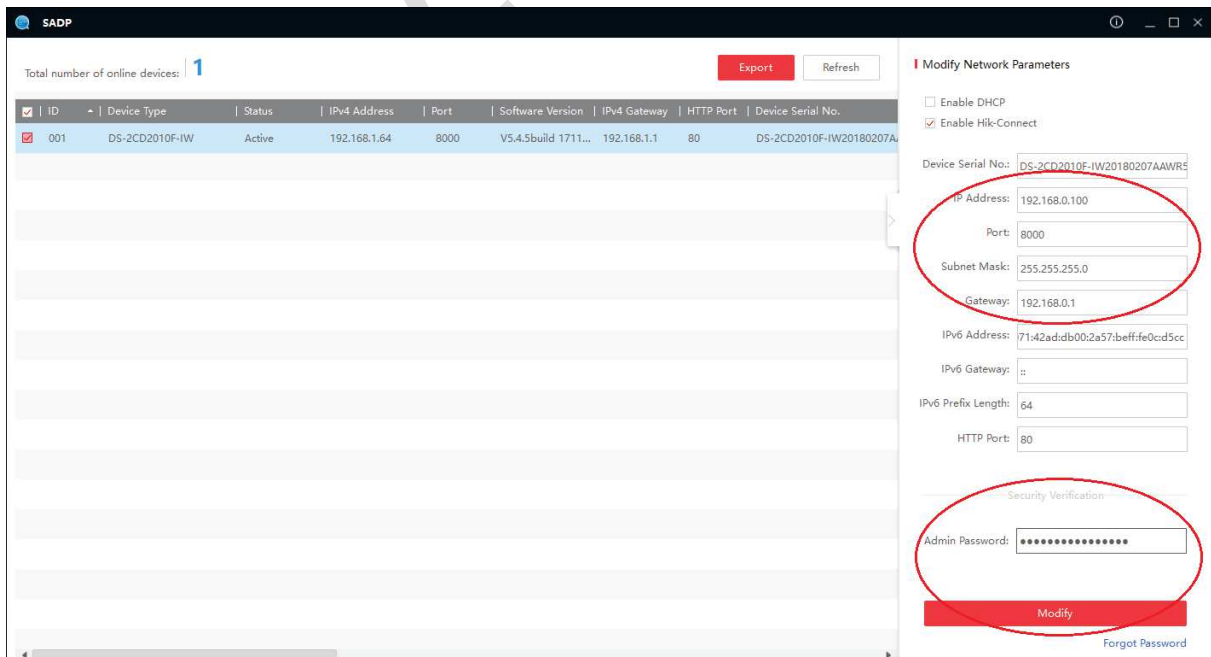 SADP
Total number of online devices: 1
Export
Refresh
ID | Device Type | Status | IPv4 Address | Port | Software Version | IPv4 Gateway | HTTP Port | Device Serial No.
001 DS-2CD2010F-IW Active 192.168.1.64 8000 V5.4.5build 1711... 192.168.1.1 80 DS-2CD2010F-IW20180207A
Modify Network Parameters
Enable DHCP
Enable Hik-Connect
Device Serial No.: DS-2CD2010F-IW20180207AAWR5
IP Address: 192.168.0.100
Port: 8000
Subnet Mask: 255.255.255.0
Gateway: 192.168.0.1
IPv6 Address: 71:42ad:db00:2a57:beff:fe0c:d5cc
IPv6 Gateway: ::
IPv6 Prefix Length: 64
HTTP Port: 80
Security Verification
Admin Password: ●●●●●●●●●●●●●●●●
Modify
Forgot Password